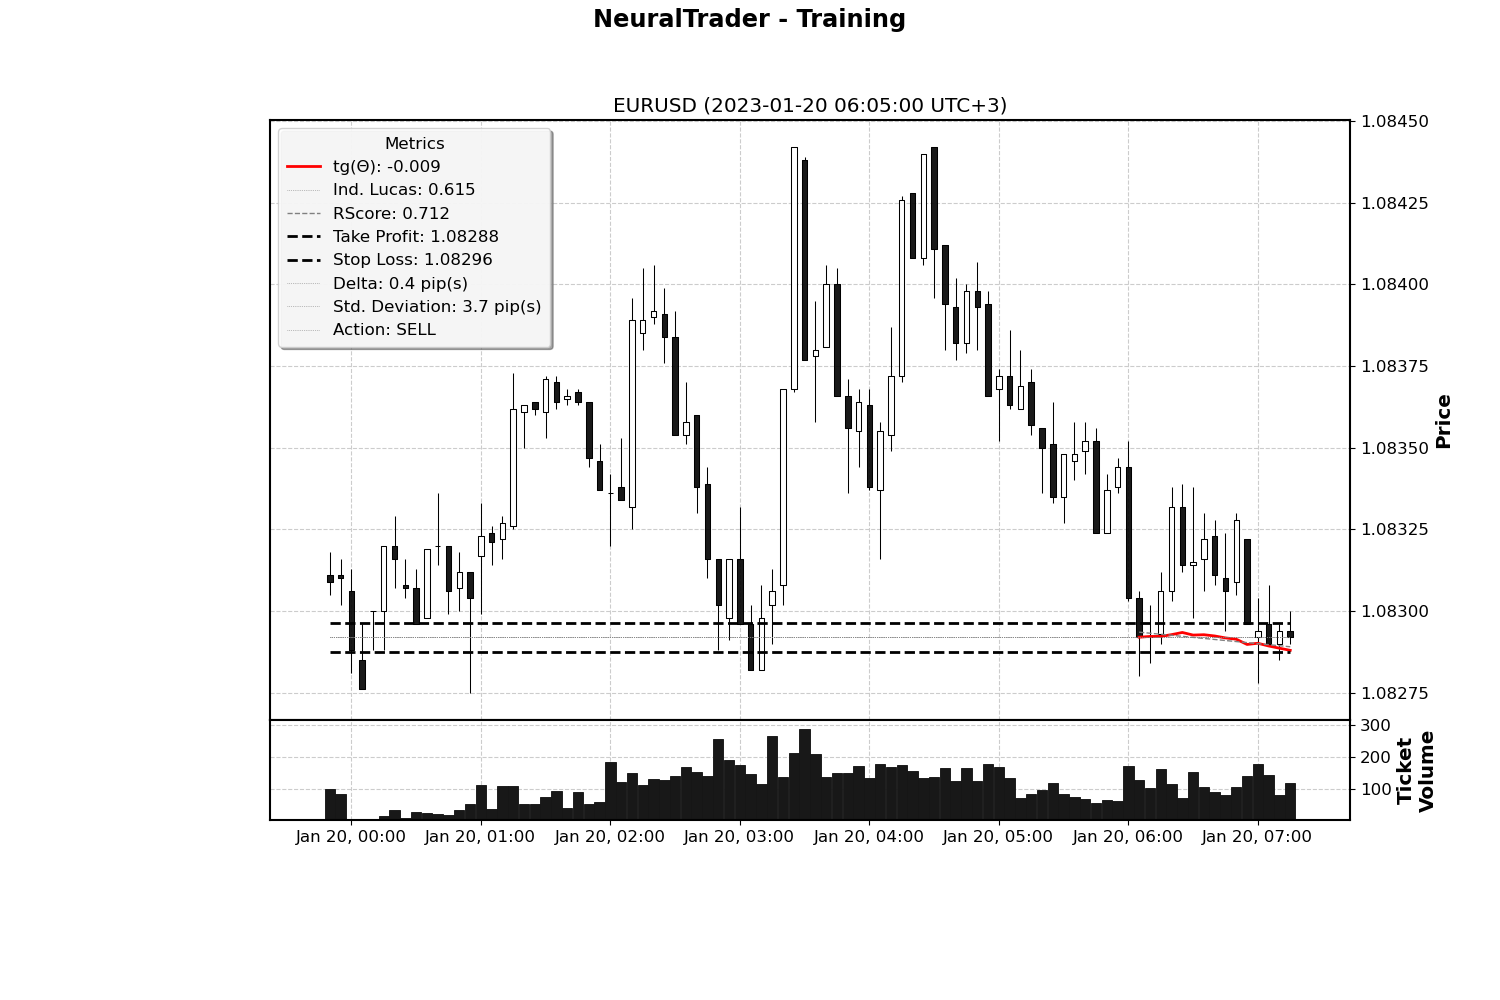 NeuralTrader - Training
EURUSD (2023-01-20 06:05:00 UTC+3)
Metrics
tg(Θ): -0.009
Ind. Lucas: 0.615
RScore: 0.712
Take Profit: 1.08288
Stop Loss: 1.08296
Delta: 0.4 pip(s)
Std. Deviation: 3.7 pip(s)
Action: SELL
1.08450
1.08425
1.08400
1.08375
1.08350
1.08325
1.08300
1.08275
Price
300
200
100
Ticket
Volume
Jan 20, 00:00
Jan 20, 01:00
Jan 20, 02:00
Jan 20, 03:00
Jan 20, 04:00
Jan 20, 05:00
Jan 20, 06:00
Jan 20, 07:00